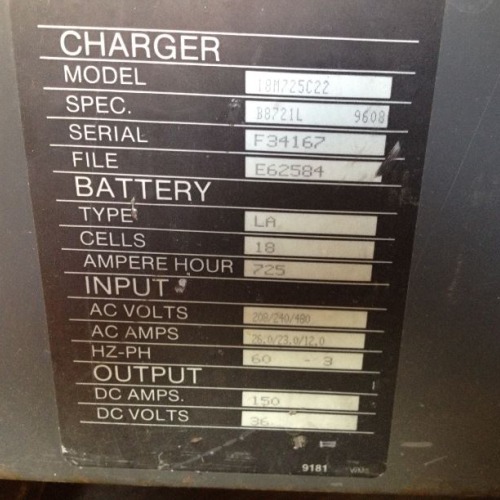 CHARGER
MODEL 18M725C22
SPEC. B8721L 9608
SERIAL F34167
FILE E62584
BATTERY
TYPE LA
CELLS 18
AMPERE HOUR 725
INPUT
AC VOLTS 208/240/480
AC AMPS 26.0/23.0/12.0
HZ-PH 60 - 3
OUTPUT
DC AMPS. 150
DC VOLTS 36
9181